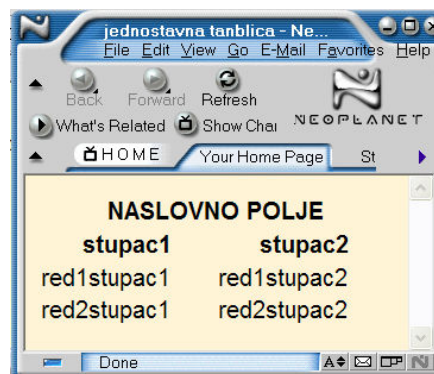 jednostavna tanblica - Ne...
File Edit View Go E-Mail Favorites Help
Back Forward Refresh
What's Related Show Chai NEOPLANET
HOME Your Home Page St
NASLOVNO POLJE
stupac1 stupac2
red1stupac1 red1stupac2
red2stupac1 red2stupac2
Done A